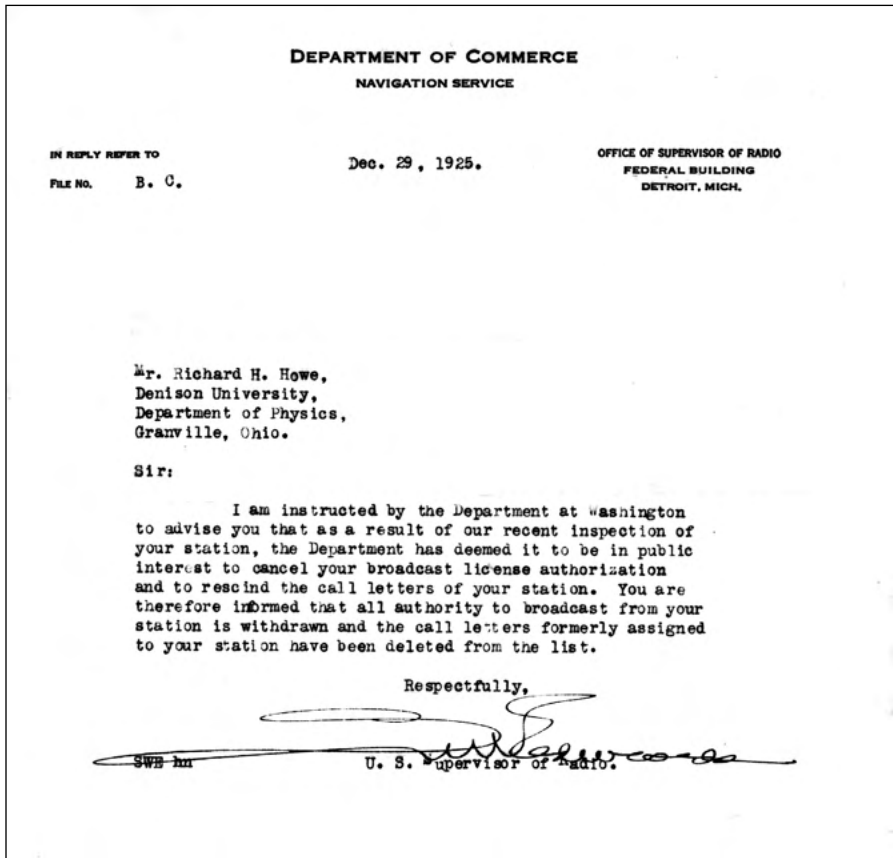 DEPARTMENT OF COMMERCE
NAVIGATION SERVICE
IN REPLY REFER TO
FILE No. B. C.
Dec. 29, 1925.
OFFICE OF SUPERVISOR OF RADIO
FEDERAL BUILDING
DETROIT, MICH.
Mr. Richard H. Howe,
Denison University,
Department of Physics,
Granville, Ohio.
Sir:
I am instructed by the Department at Washington
to advise you that as a result of our recent inspection of
your station, the Department has deemed it to be in public
interest to cancel your broadcast license authorization
and to rescind the call letters of your station. You are
therefore informed that all authority to broadcast from your
station is withdrawn and the call letters formerly assigned
to your station have been deleted from the list.
Respectfully,
SWE hn U. S. Supervisor of Radio.